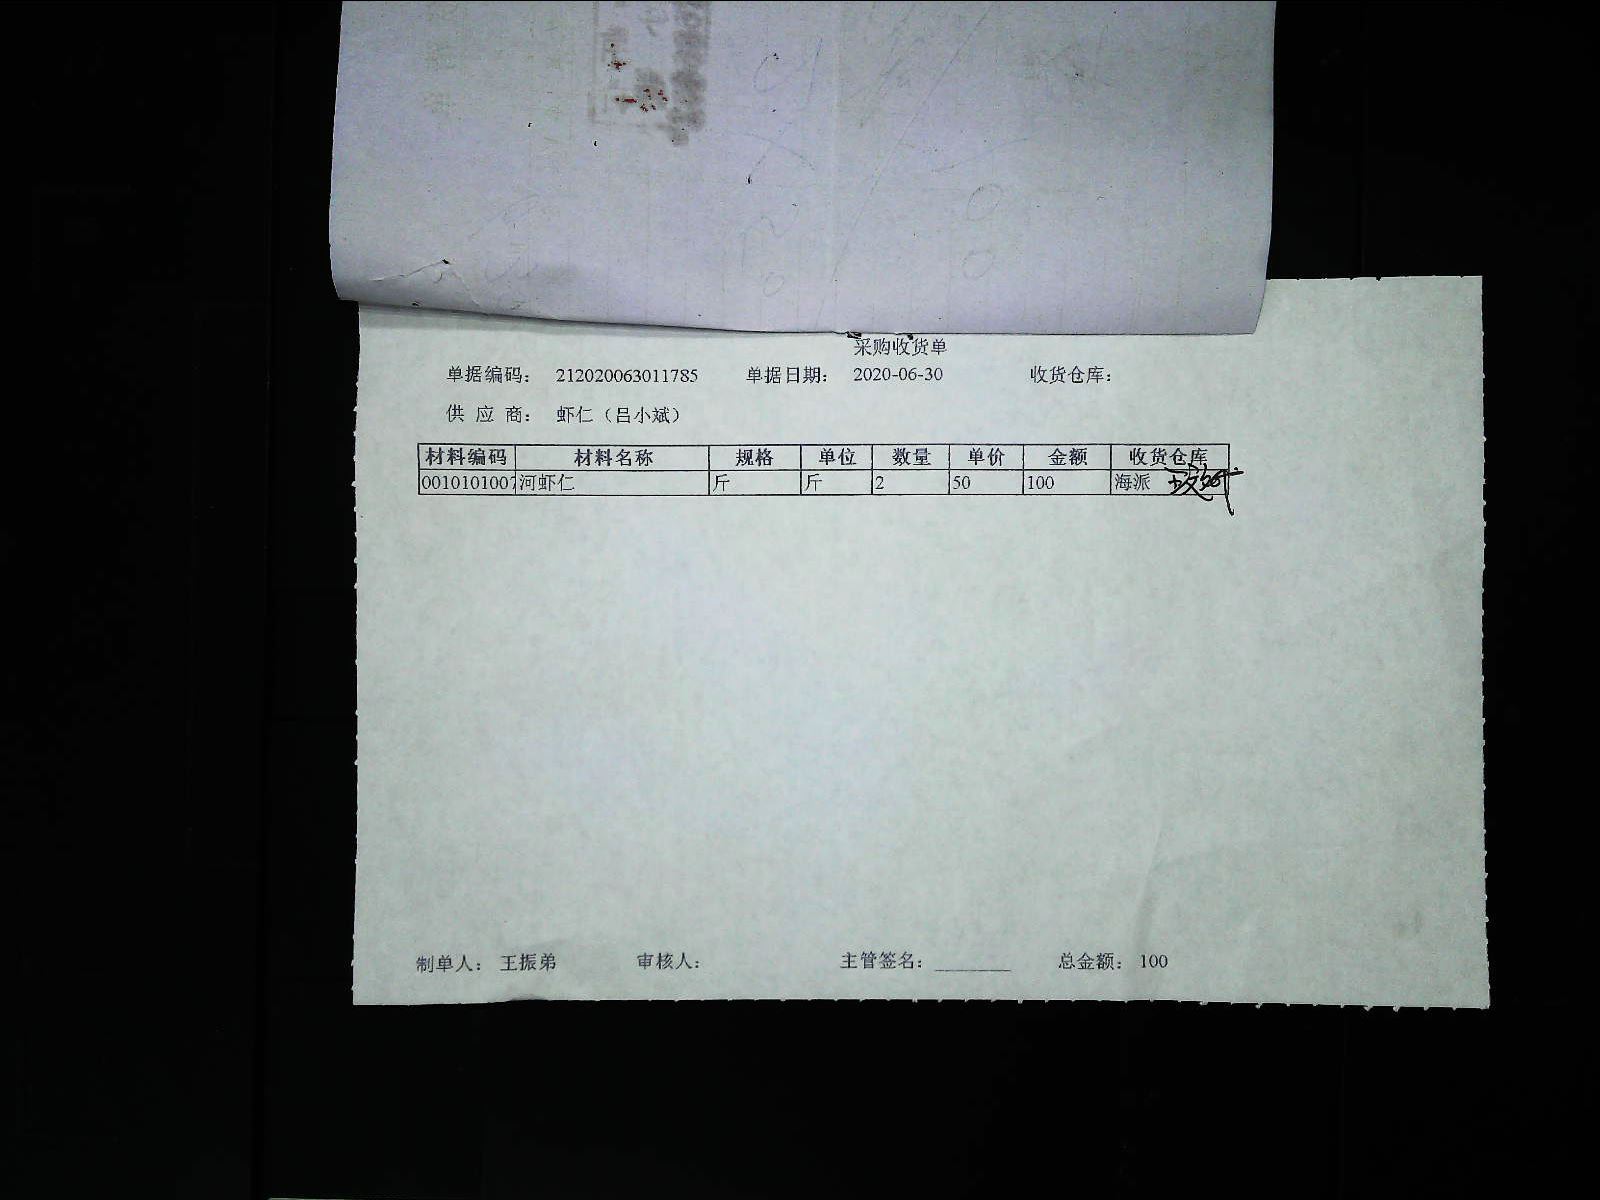 采购收货单
单据编码： 212020063011785 单据日期： 2020-06-30 收货仓库：
供 应 商： 虾仁（吕小斌）
材料编码 材料名称 规格 单位 数量 单价 金额 收货仓库
0010101007 河虾仁 斤 斤 2 50 100 海派
制单人： 王振弟 审核人： 主管签名： ________ 总金额： 100